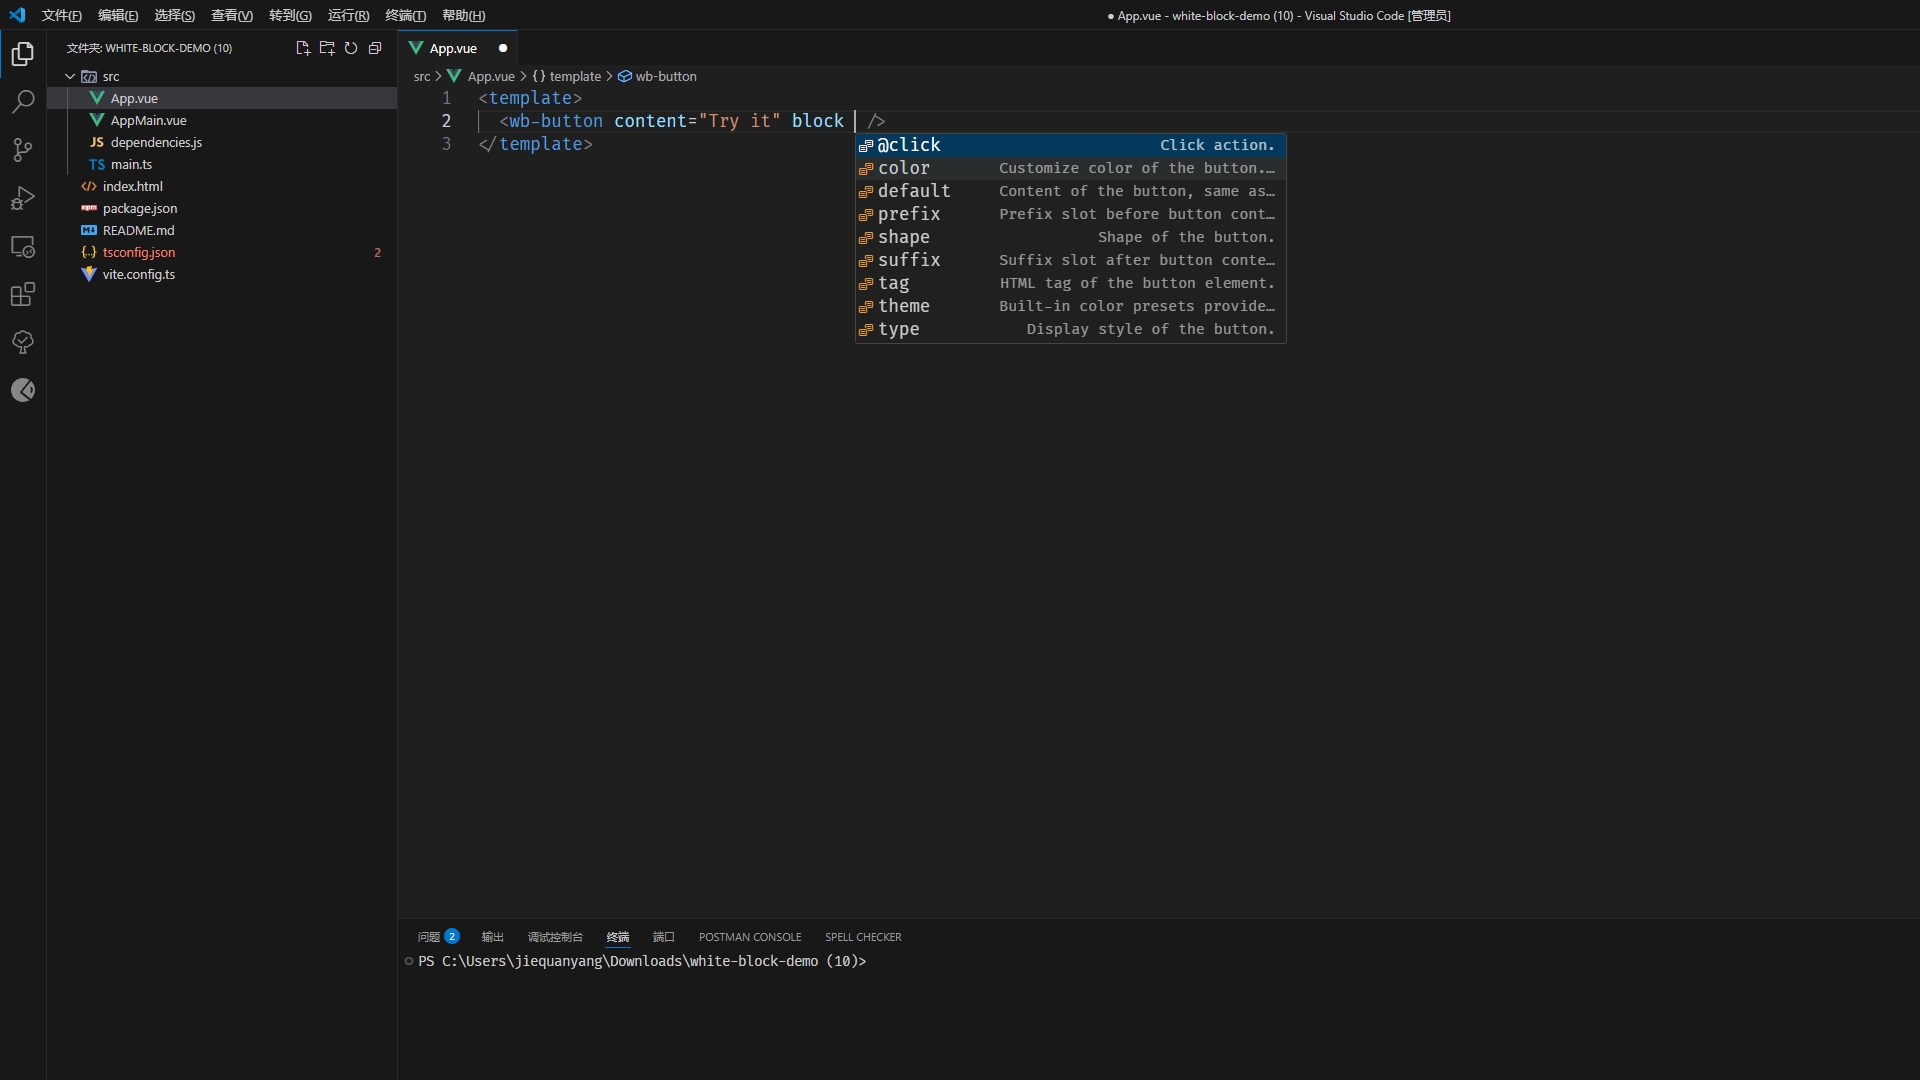 文件(F) 编辑(E) 选择(S) 查看(V) 转到(G) 运行(R) 终端(T) 帮助(H)
● App.vue - white-block-demo (10) - Visual Studio Code [管理员]
文件夹: WHITE-BLOCK-DEMO (10)
src
App.vue
AppMain.vue
JS dependencies.js
TS main.ts
index.html
package.json
README.md
tsconfig.json 2
vite.config.ts
App.vue
src > App.vue > {} template > wb-button
1 <template>
2 <wb-button content="Try it" block />
3 </template>
@click Click action.
color Customize color of the button.…
default Content of the button, same as…
prefix Prefix slot before button cont…
shape Shape of the button.
suffix Suffix slot after button conte…
tag HTML tag of the button element.
theme Built-in color presets provide…
type Display style of the button.
问题 2 输出 调试控制台 终端 端口 POSTMAN CONSOLE SPELL CHECKER
PS C:\Users\jiequanyang\Downloads\white-block-demo (10)>